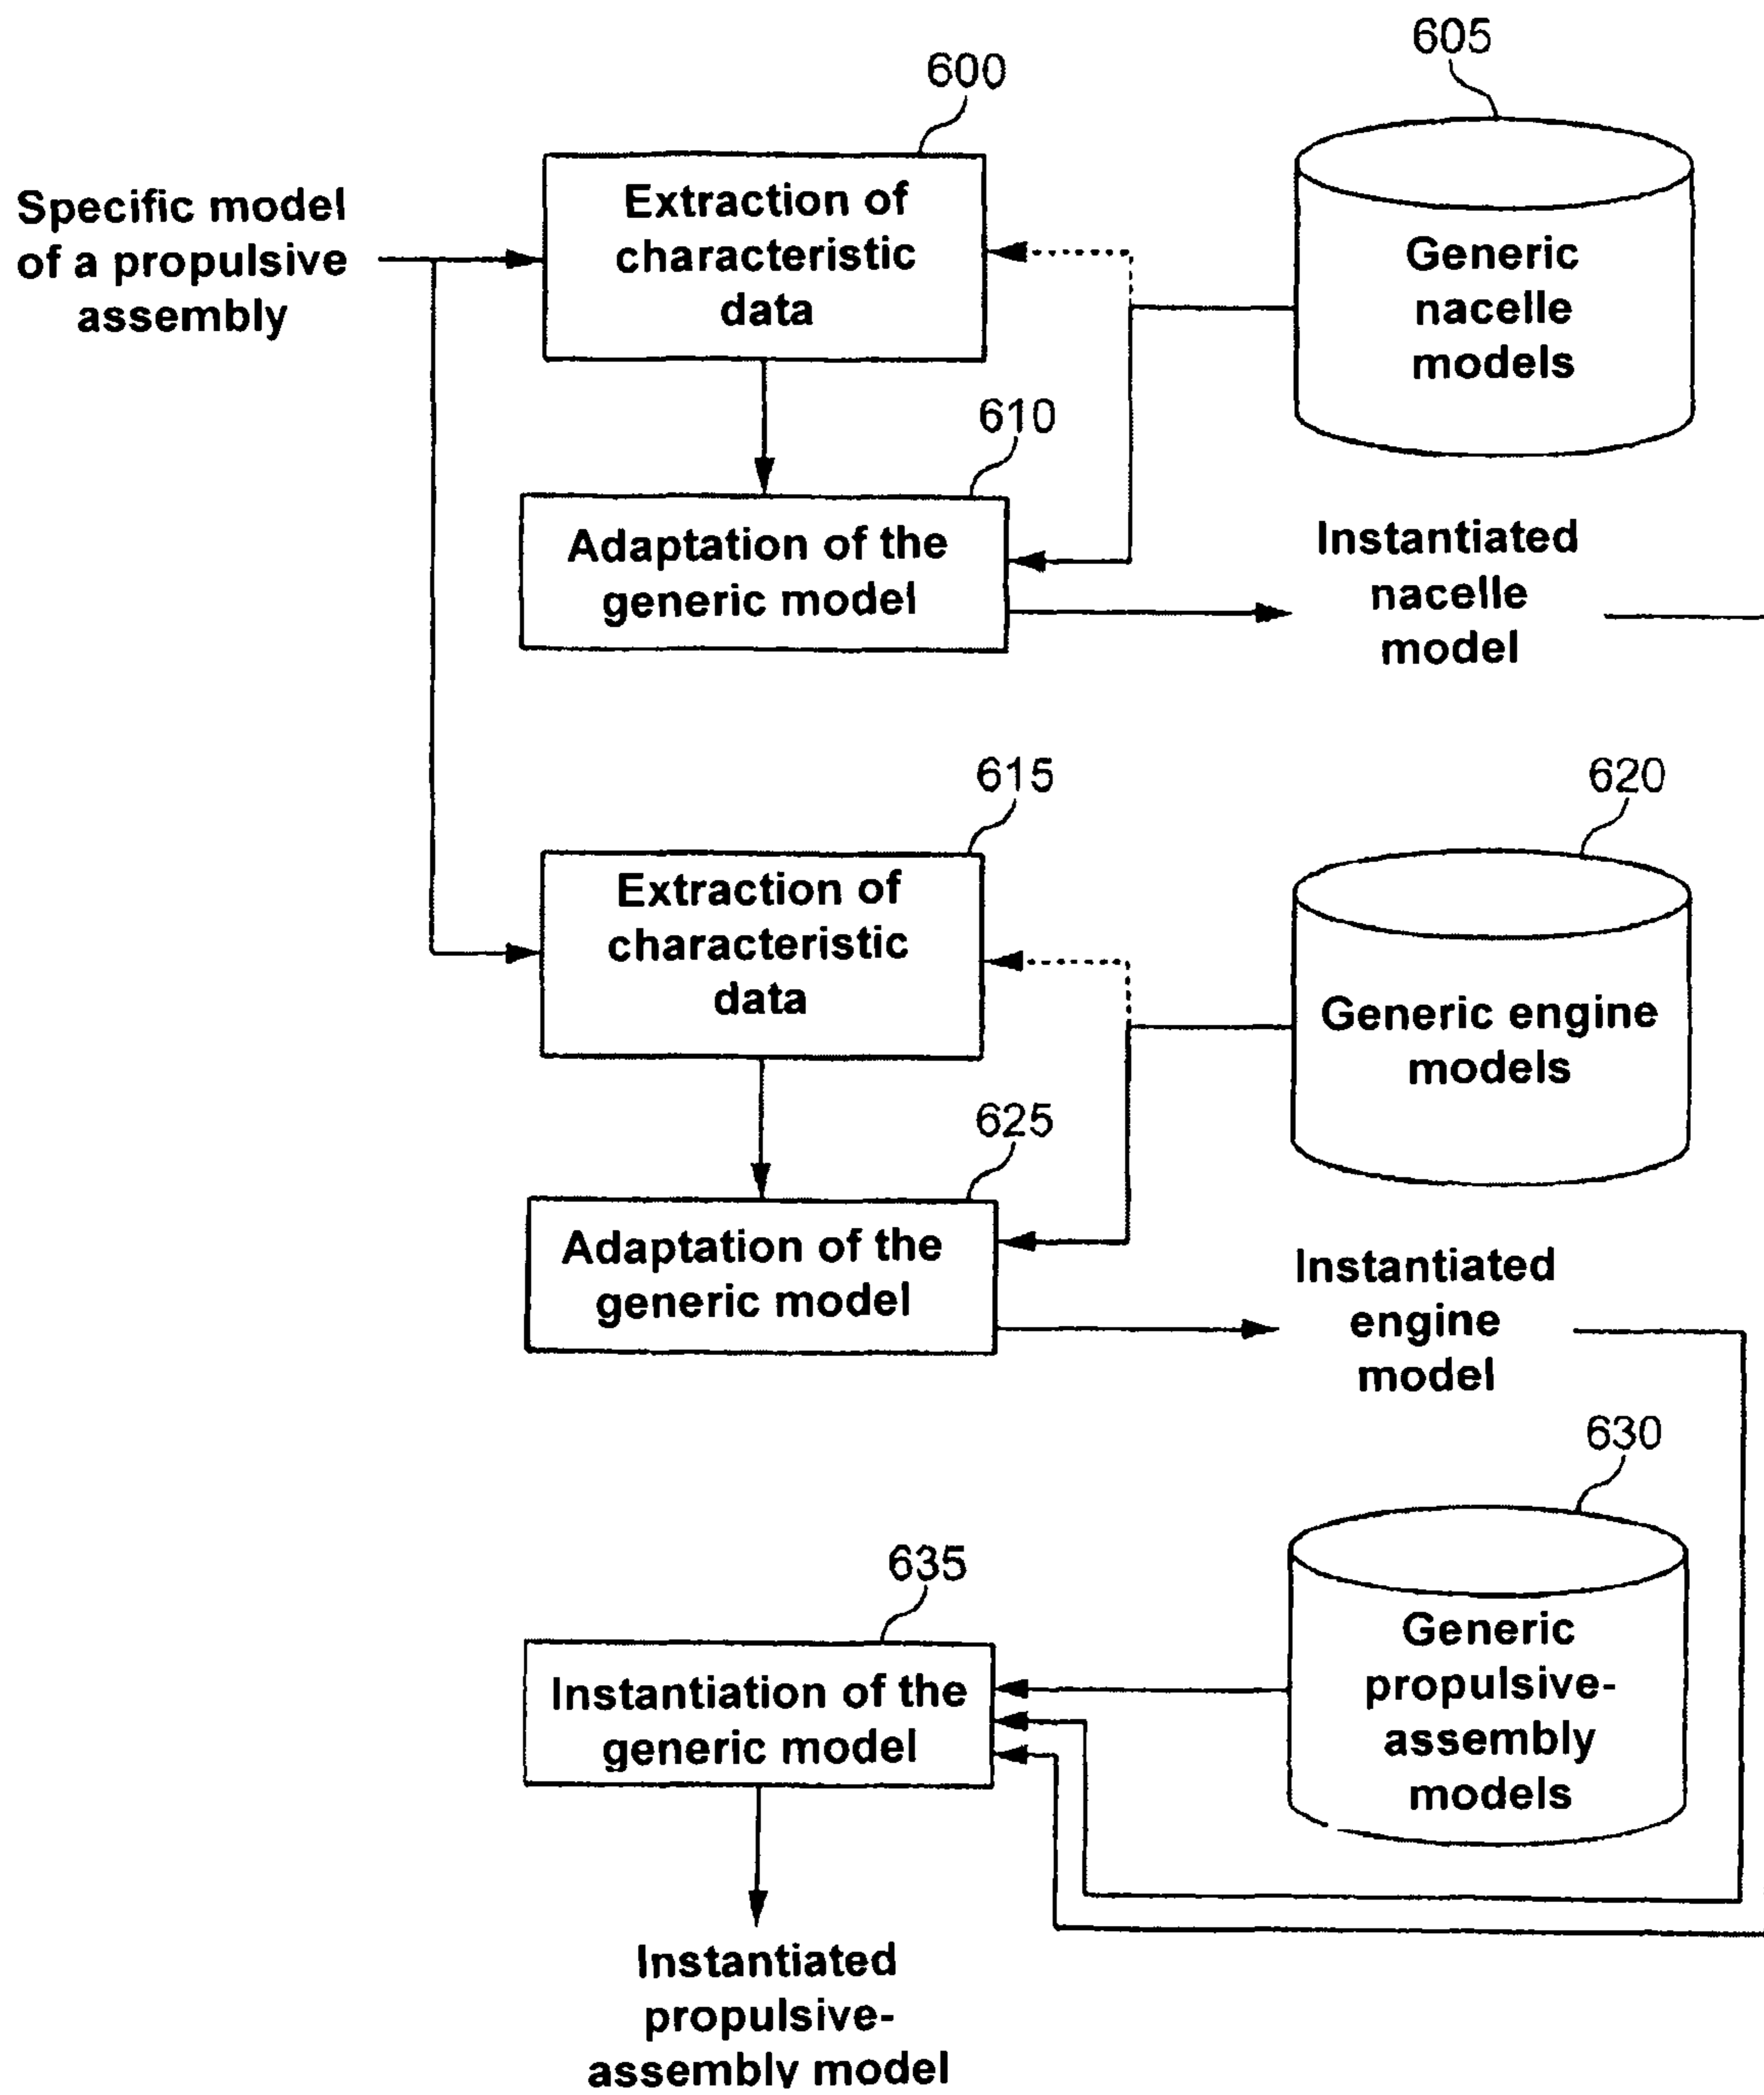 605
600
Specific model
of a propulsive
assembly
Extraction of
characteristic
data
Generic
nacelle
models
610
Adaptation of the
generic model
Instantiated
nacelle
model
615
620
Extraction of
characteristic
data
Generic engine
models
625
Adaptation of the
generic model
Instantiated
engine
model
630
635
Instantiation of the
generic model
Generic
propulsive-
assembly
models
Instantiated
propulsive-
assembly model